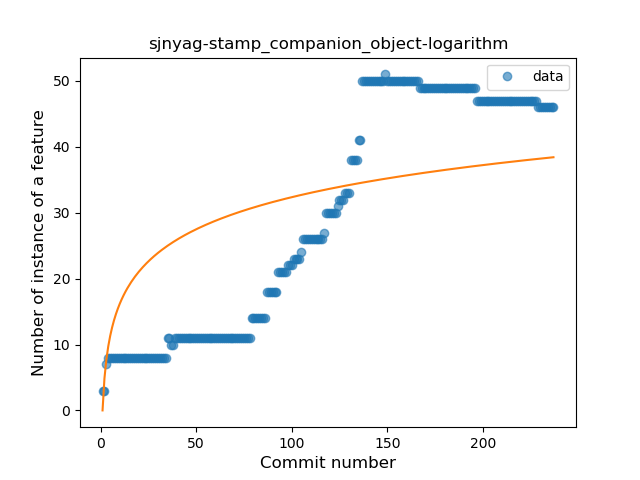 sjnyag-stamp_companion_object-logarithm
data
Number of instance of a feature
50
40
30
20
10
0
0 50 100 150 200
Commit number